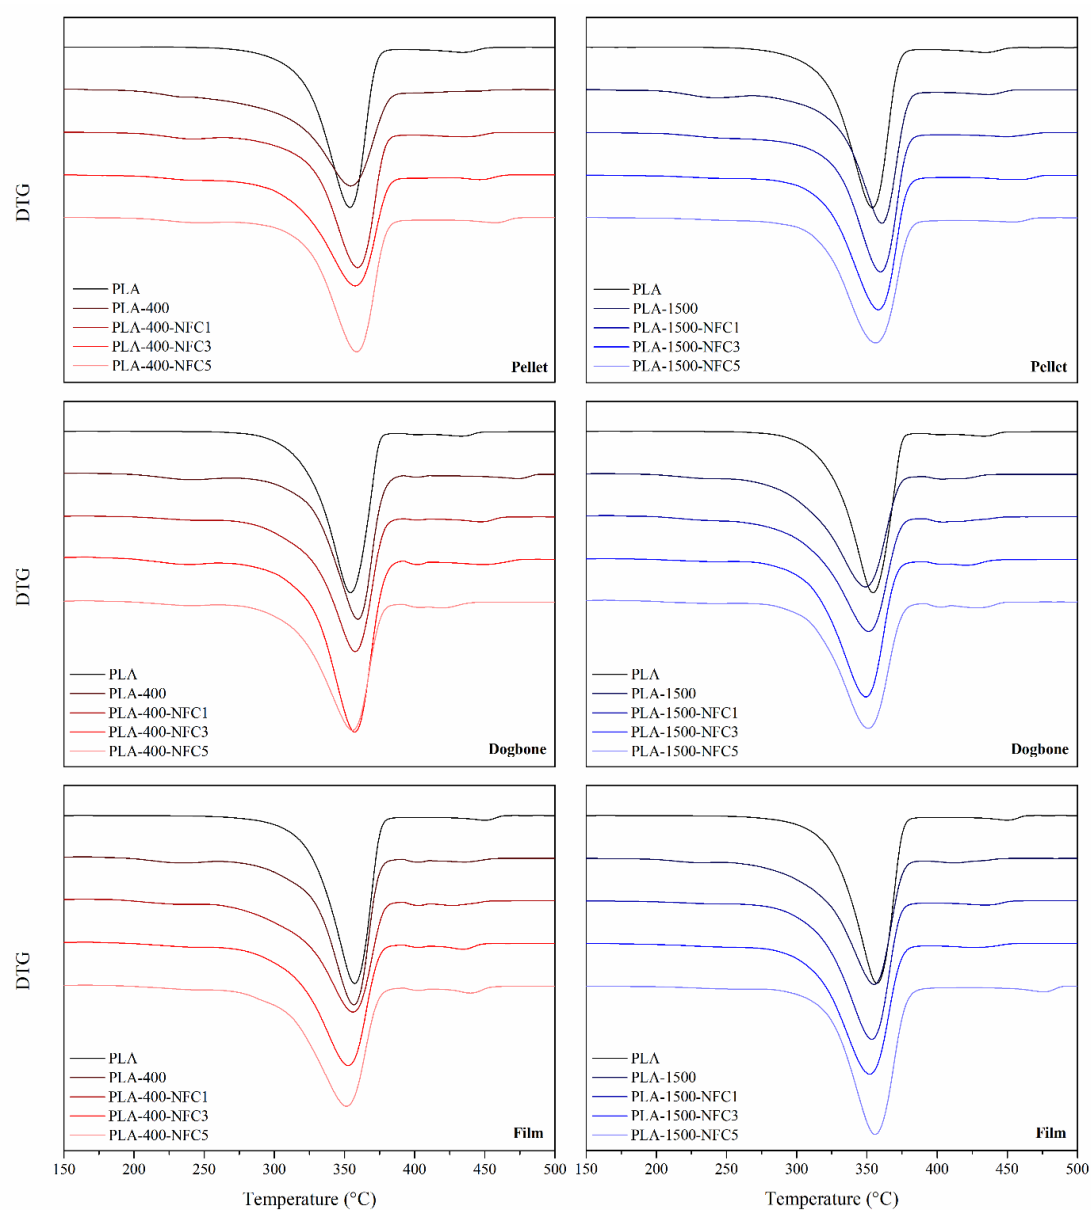 DTG
PLA
PLA-400
PLA-400-NFC1
PLA-400-NFC3
PLA-400-NFC5
Pellet
PLA
PLA-1500
PLA-1500-NFC1
PLA-1500-NFC3
PLA-1500-NFC5
Pellet
DTG
PLA
PLA-400
PLA-400-NFC1
PLA-400-NFC3
PLA-400-NFC5
Dogbone
PLA
PLA-1500
PLA-1500-NFC1
PLA-1500-NFC3
PLA-1500-NFC5
Dogbone
DTG
PLA
PLA-400
PLA-400-NFC1
PLA-400-NFC3
PLA-400-NFC5
Film
150 200 250 300 350 400 450 500
Temperature (°C)
PLA
PLA-1500
PLA-1500-NFC1
PLA-1500-NFC3
PLA-1500-NFC5
Film
150 200 250 300 350 400 450 500
Temperature (°C)